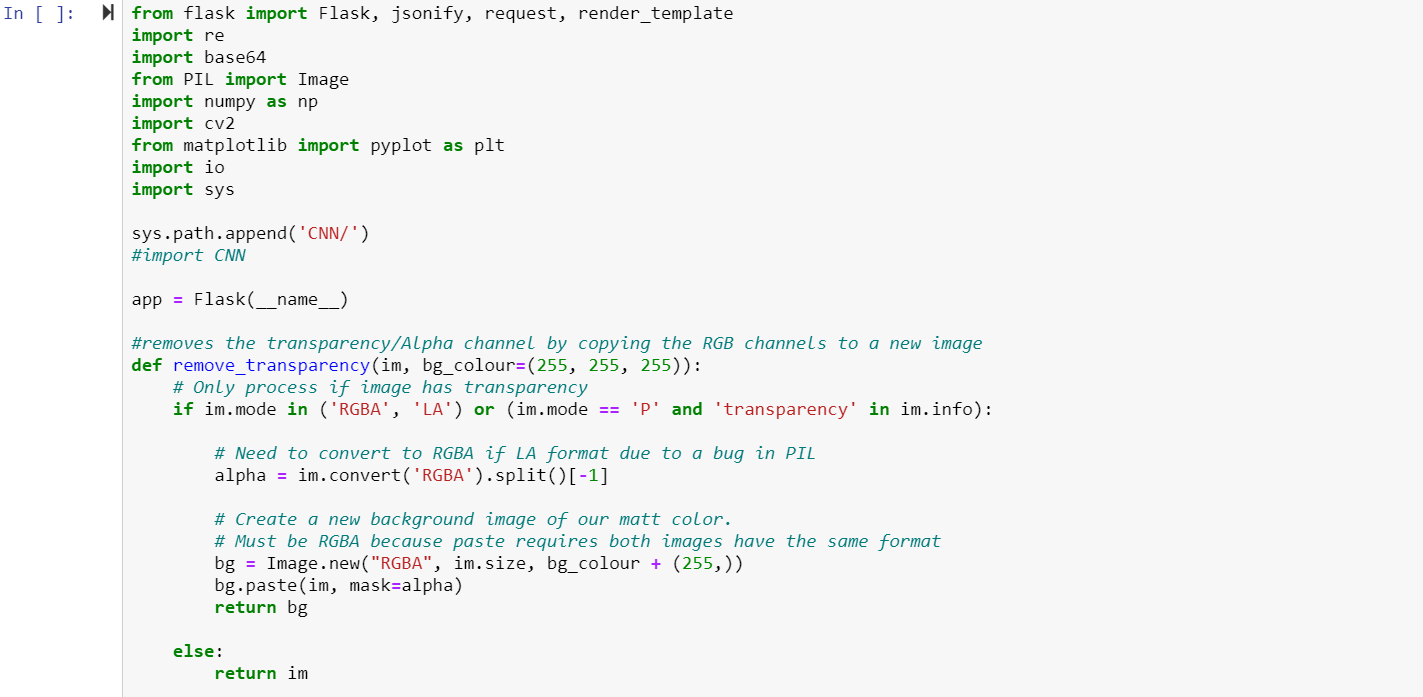 In [ ]:
from flask import Flask, jsonify, request, render_template
import re
import base64
from PIL import Image
import numpy as np
import cv2
from matplotlib import pyplot as plt
import io
import sys

sys.path.append('CNN/')
#import CNN

app = Flask(__name__)

#removes the transparency/Alpha channel by copying the RGB channels to a new image
def remove_transparency(im, bg_colour=(255, 255, 255)):
    # Only process if image has transparency
    if im.mode in ('RGBA', 'LA') or (im.mode == 'P' and 'transparency' in im.info):

        # Need to convert to RGBA if LA format due to a bug in PIL
        alpha = im.convert('RGBA').split()[-1]

        # Create a new background image of our matt color.
        # Must be RGBA because paste requires both images have the same format
        bg = Image.new("RGBA", im.size, bg_colour + (255,))
        bg.paste(im, mask=alpha)
        return bg

    else:
        return im